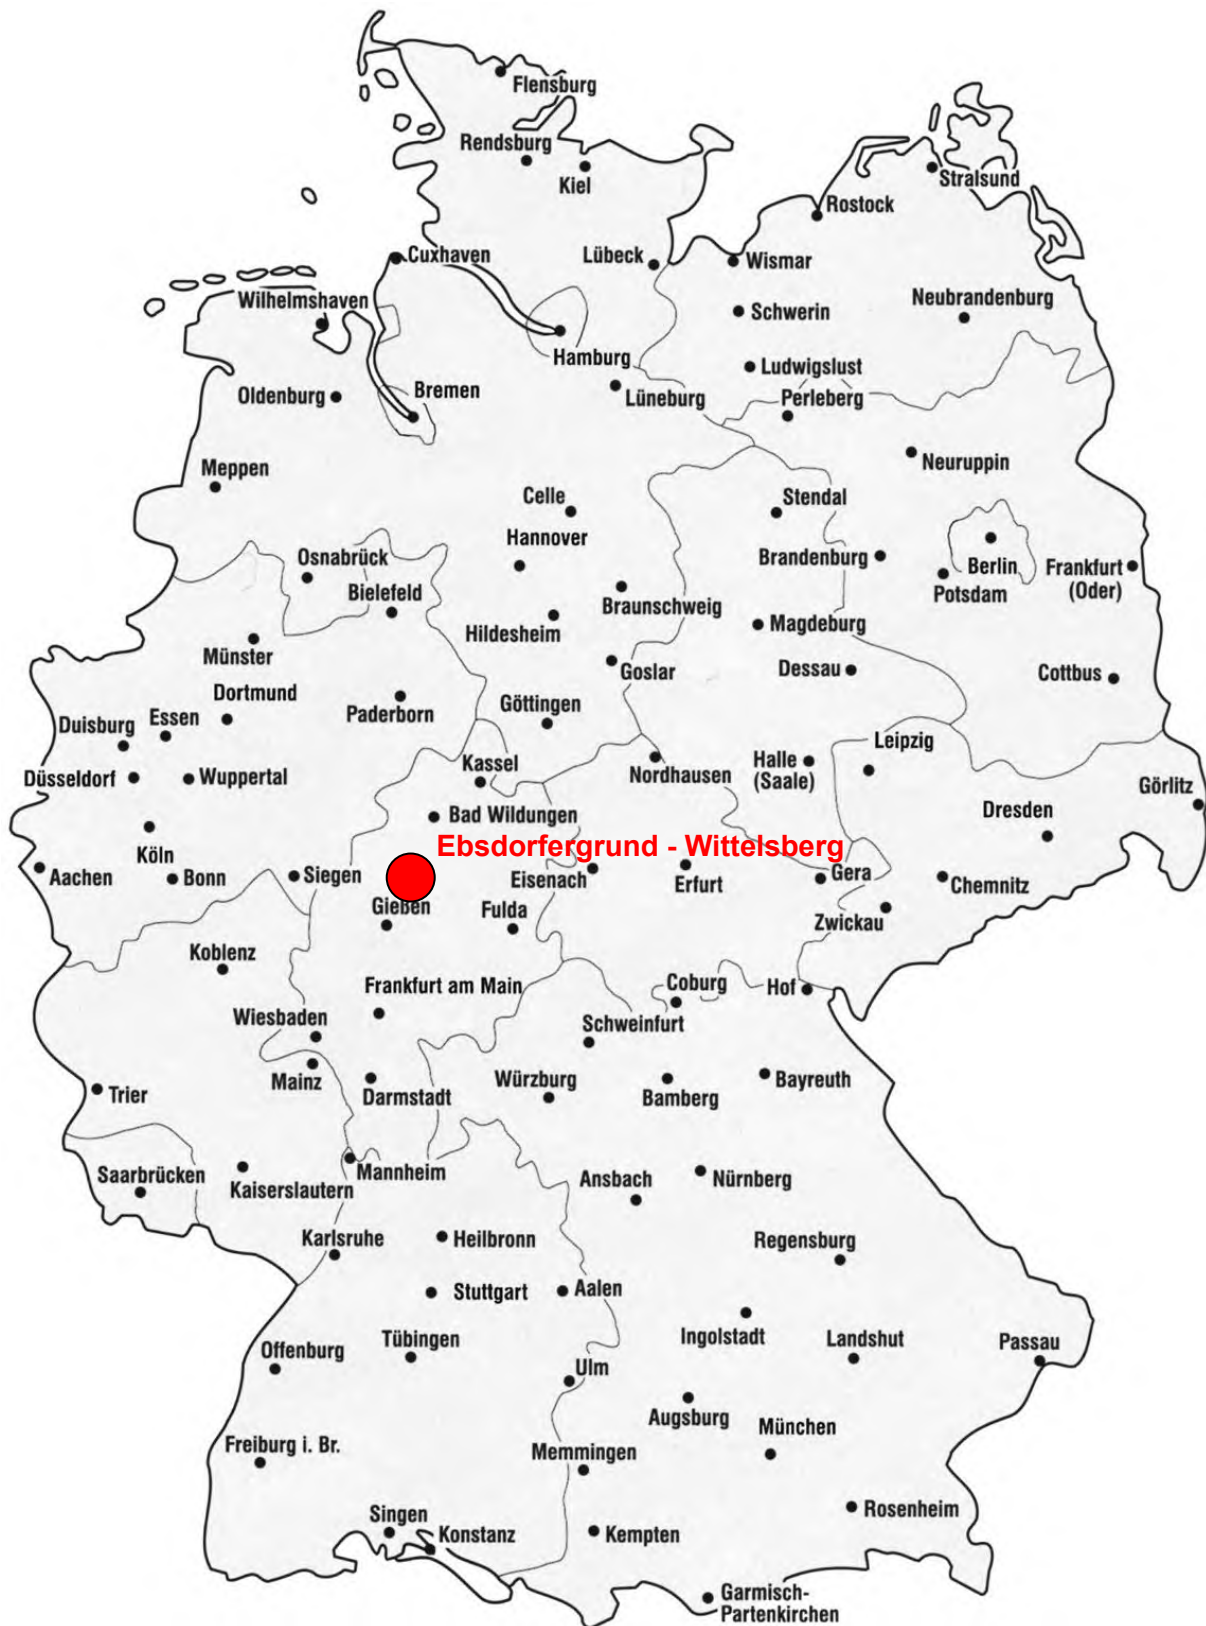 Flensburg
Rendsburg
Kiel
Stralsund
Rostock
Cuxhaven
Lübeck
Wismar
Wilhelmshaven
Schwerin
Neubrandenburg
Hamburg
Ludwigslust
Oldenburg
Bremen
Lüneburg
Perleberg
Meppen
Neuruppin
Celle
Stendal
Hannover
Osnabrück
Brandenburg
Berlin
Frankfurt
(Oder)
Bielefeld
Potsdam
Braunschweig
Hildesheim
Magdeburg
Münster
Goslar
Dessau
Cottbus
Dortmund
Paderborn
Göttingen
Duisburg
Essen
Leipzig
Düsseldorf
Wuppertal
Kassel
Nordhausen
Halle
(Saale)
Görlitz
Bad Wildungen
Dresden
Ebsdorfergrund - Wittelsberg
Köln
Aachen
Bonn
Siegen
Eisenach
Erfurt
Gera
Chemnitz
Gießen
Fulda
Zwickau
Koblenz
Frankfurt am Main
Coburg
Hof
Wiesbaden
Schweinfurt
Mainz
Würzburg
Bayreuth
Trier
Darmstadt
Bamberg
Saarbrücken
Kaiserslautern
Mannheim
Ansbach
Nürnberg
Karlsruhe
Heilbronn
Regensburg
Stuttgart
Aalen
Offenburg
Tübingen
Ingolstadt
Landshut
Passau
Ulm
Augsburg
München
Freiburg i. Br.
Memmingen
Singen
Konstanz
Kempten
Rosenheim
Garmisch-
Partenkirchen